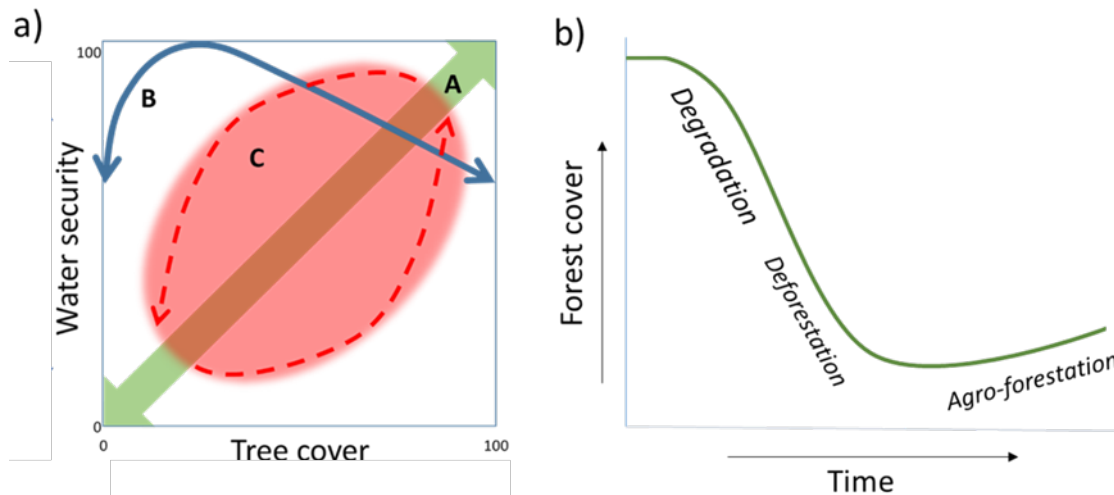 a)
100
A
B
C
Water security
0
0
100
Tree cover
b)
Degradation
Deforestation
Forest cover
Agro-forestation
Time